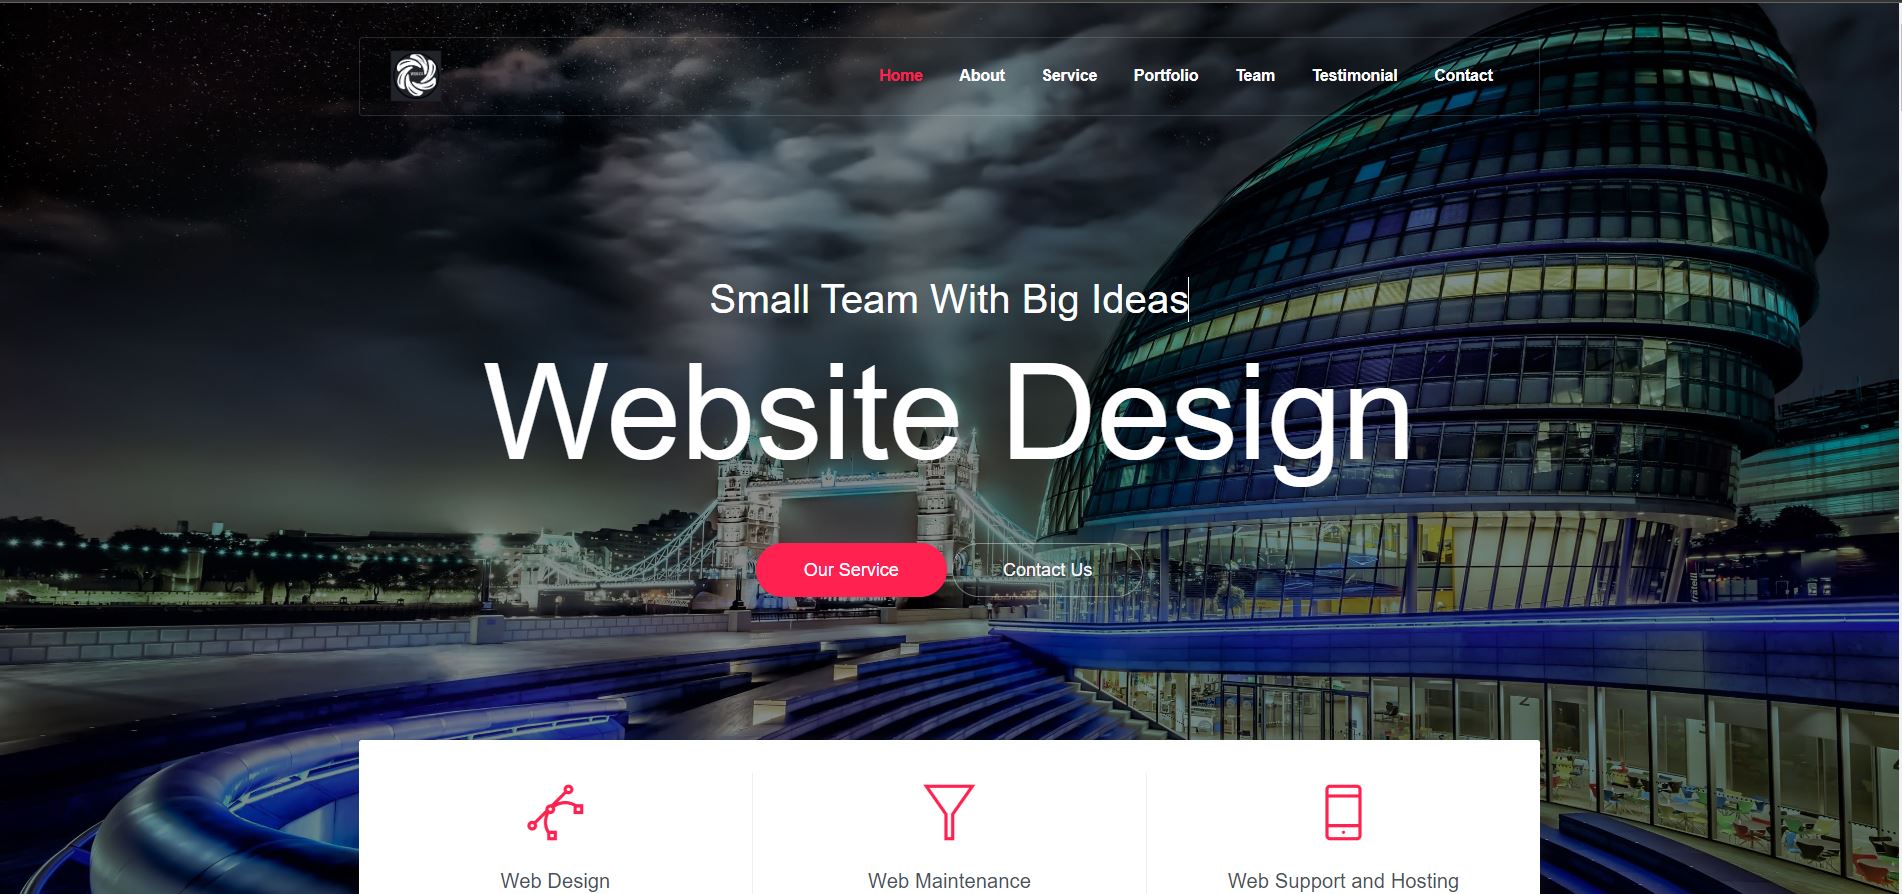 Home About Service Portfolio Team Testimonial Contact
Small Team With Big Ideas
Website Design
Our Service Contact Us
Web Design Web Maintenance Web Support and Hosting